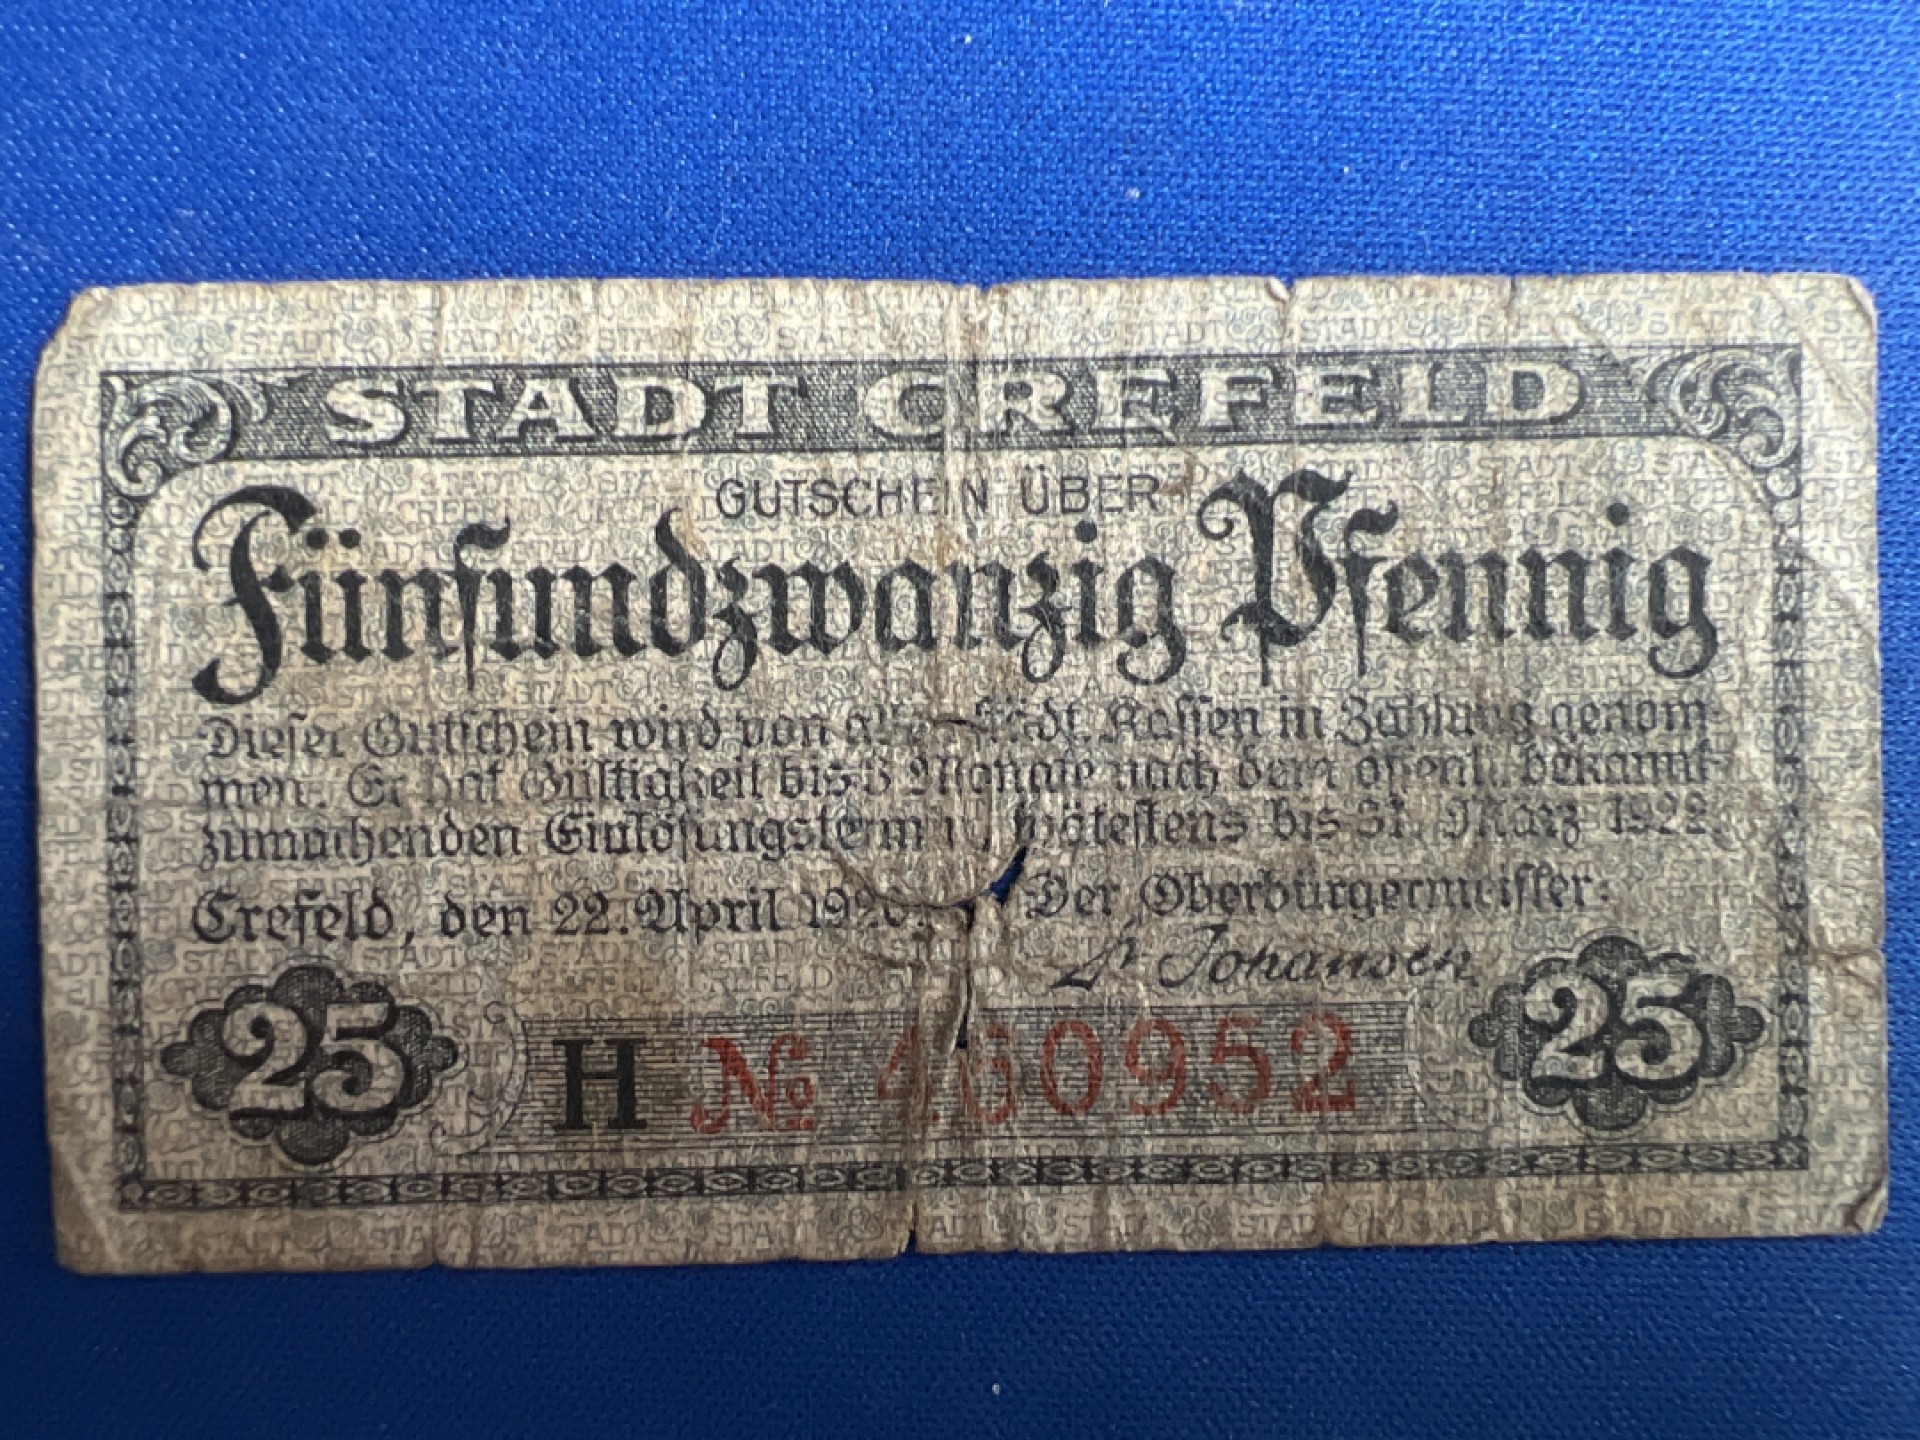 STADT CREFELD
GUTSCHEIN ÜBER
Fünfundzwanzig Pfennig
Dieser Gutschein wird von städt. Kassen in Zahlung genom-
men. Er hat Gültigkeit bis 3 Monate nach dem öffentl. bekannt
zumachenden Einlösungstermin, spätestens bis 31. März 1922.
Crefeld, den 22. April 1920. Der Oberbürgermeister:
Dr Johansen
25 H No 460952 25